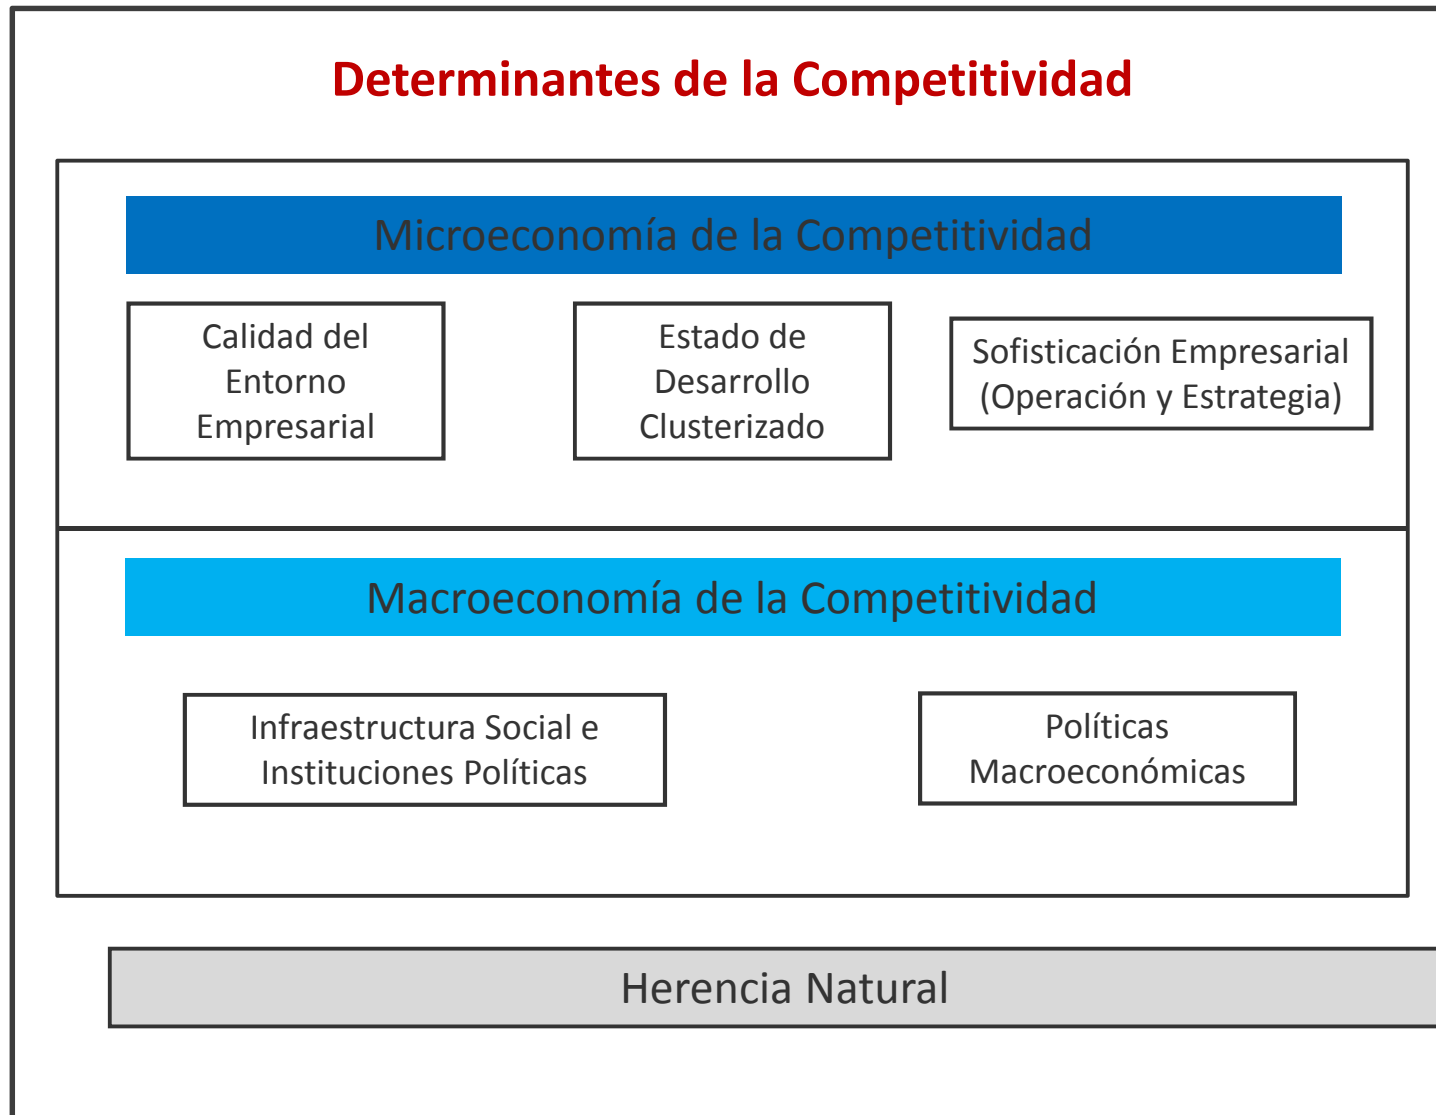 Determinantes de la Competitividad
Microeconomía de la Competitividad
Calidad del
Entorno
Empresarial
Estado de
Desarrollo
Clusterizado
Sofisticación Empresarial
(Operación y Estrategia)
Macroeconomía de la Competitividad
Infraestructura Social e
Instituciones Políticas
Políticas
Macroeconómicas
Herencia Natural